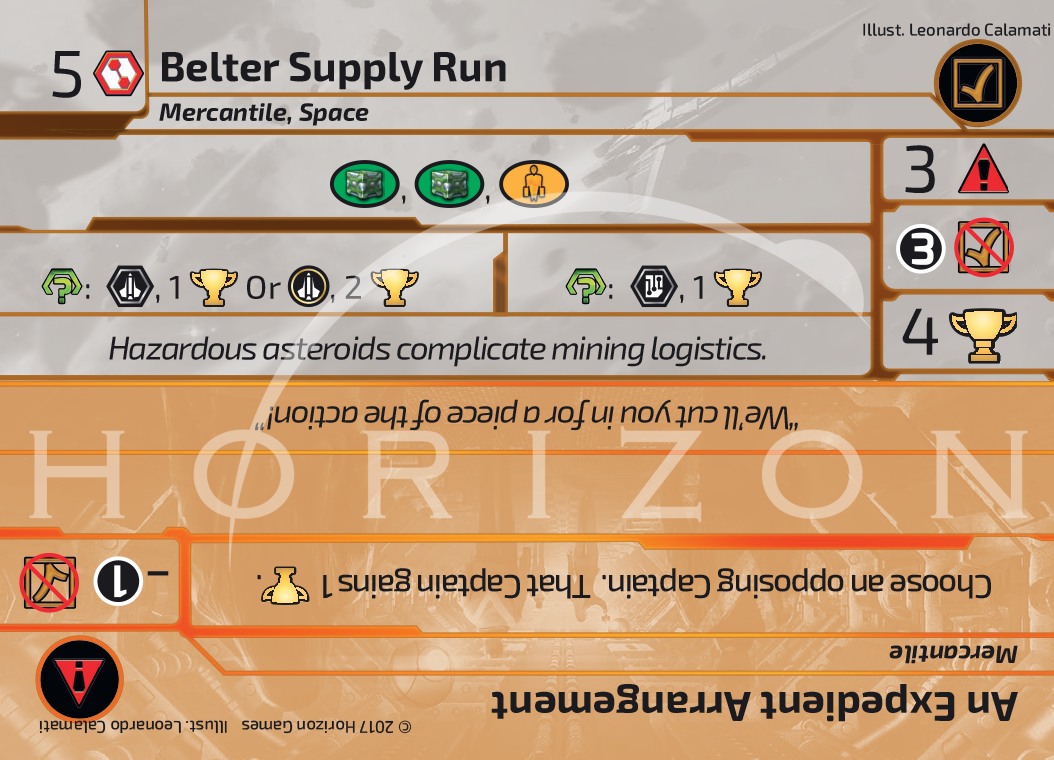 Illust. Leonardo Calamati
5 Belter Supply Run
Mercantile, Space
3
, ,
3
: , 1 Or , 2
: , 1
4
Hazardous asteroids complicate mining logistics.
"We'll cut you in for a piece of the action!"
HORIZON
Choose an opposing Captain. That Captain gains 1 .
–1
Mercantile
An Expedient Arrangement
© 2017 Horizon Games Illust. Leonardo Calamati